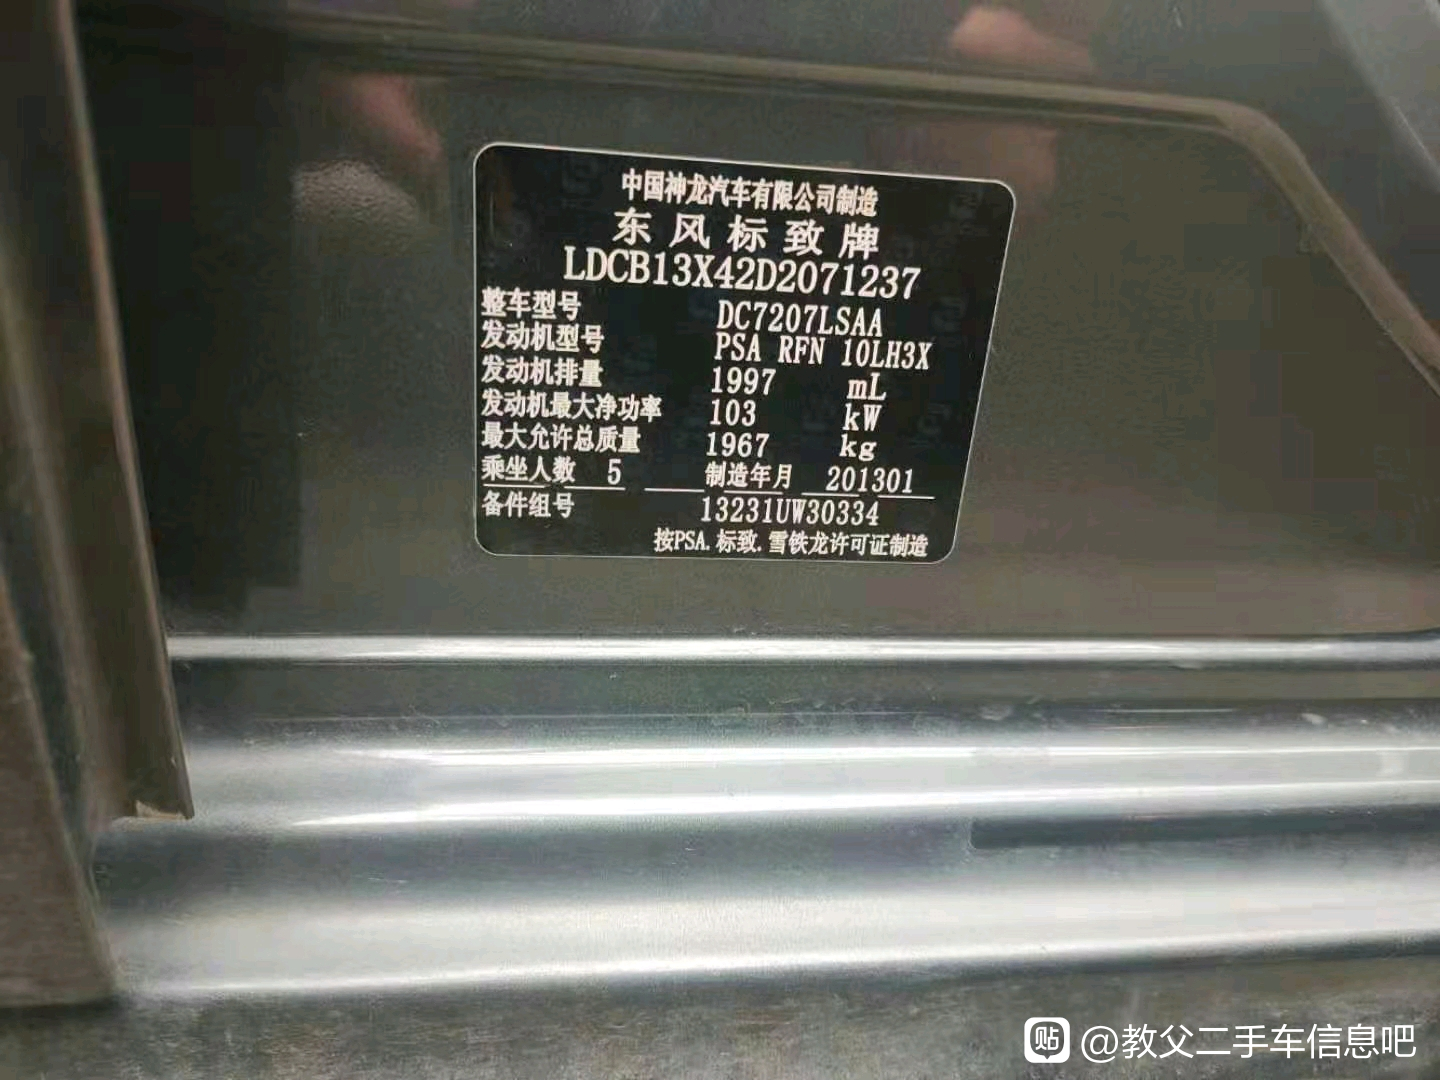 中国神龙汽车有限公司制造
东风标致牌
LDCB13X42D2071237
整车型号 DC7207LSAA
发动机型号 PSA RFN 10LH3X
发动机排量 1997 mL
发动机最大净功率 103 kW
最大允许总质量 1967 kg
乘坐人数 5 制造年月 201301
备件组号 13231UW30334
按PSA.标致.雪铁龙许可证制造
贴 @教父二手车信息吧